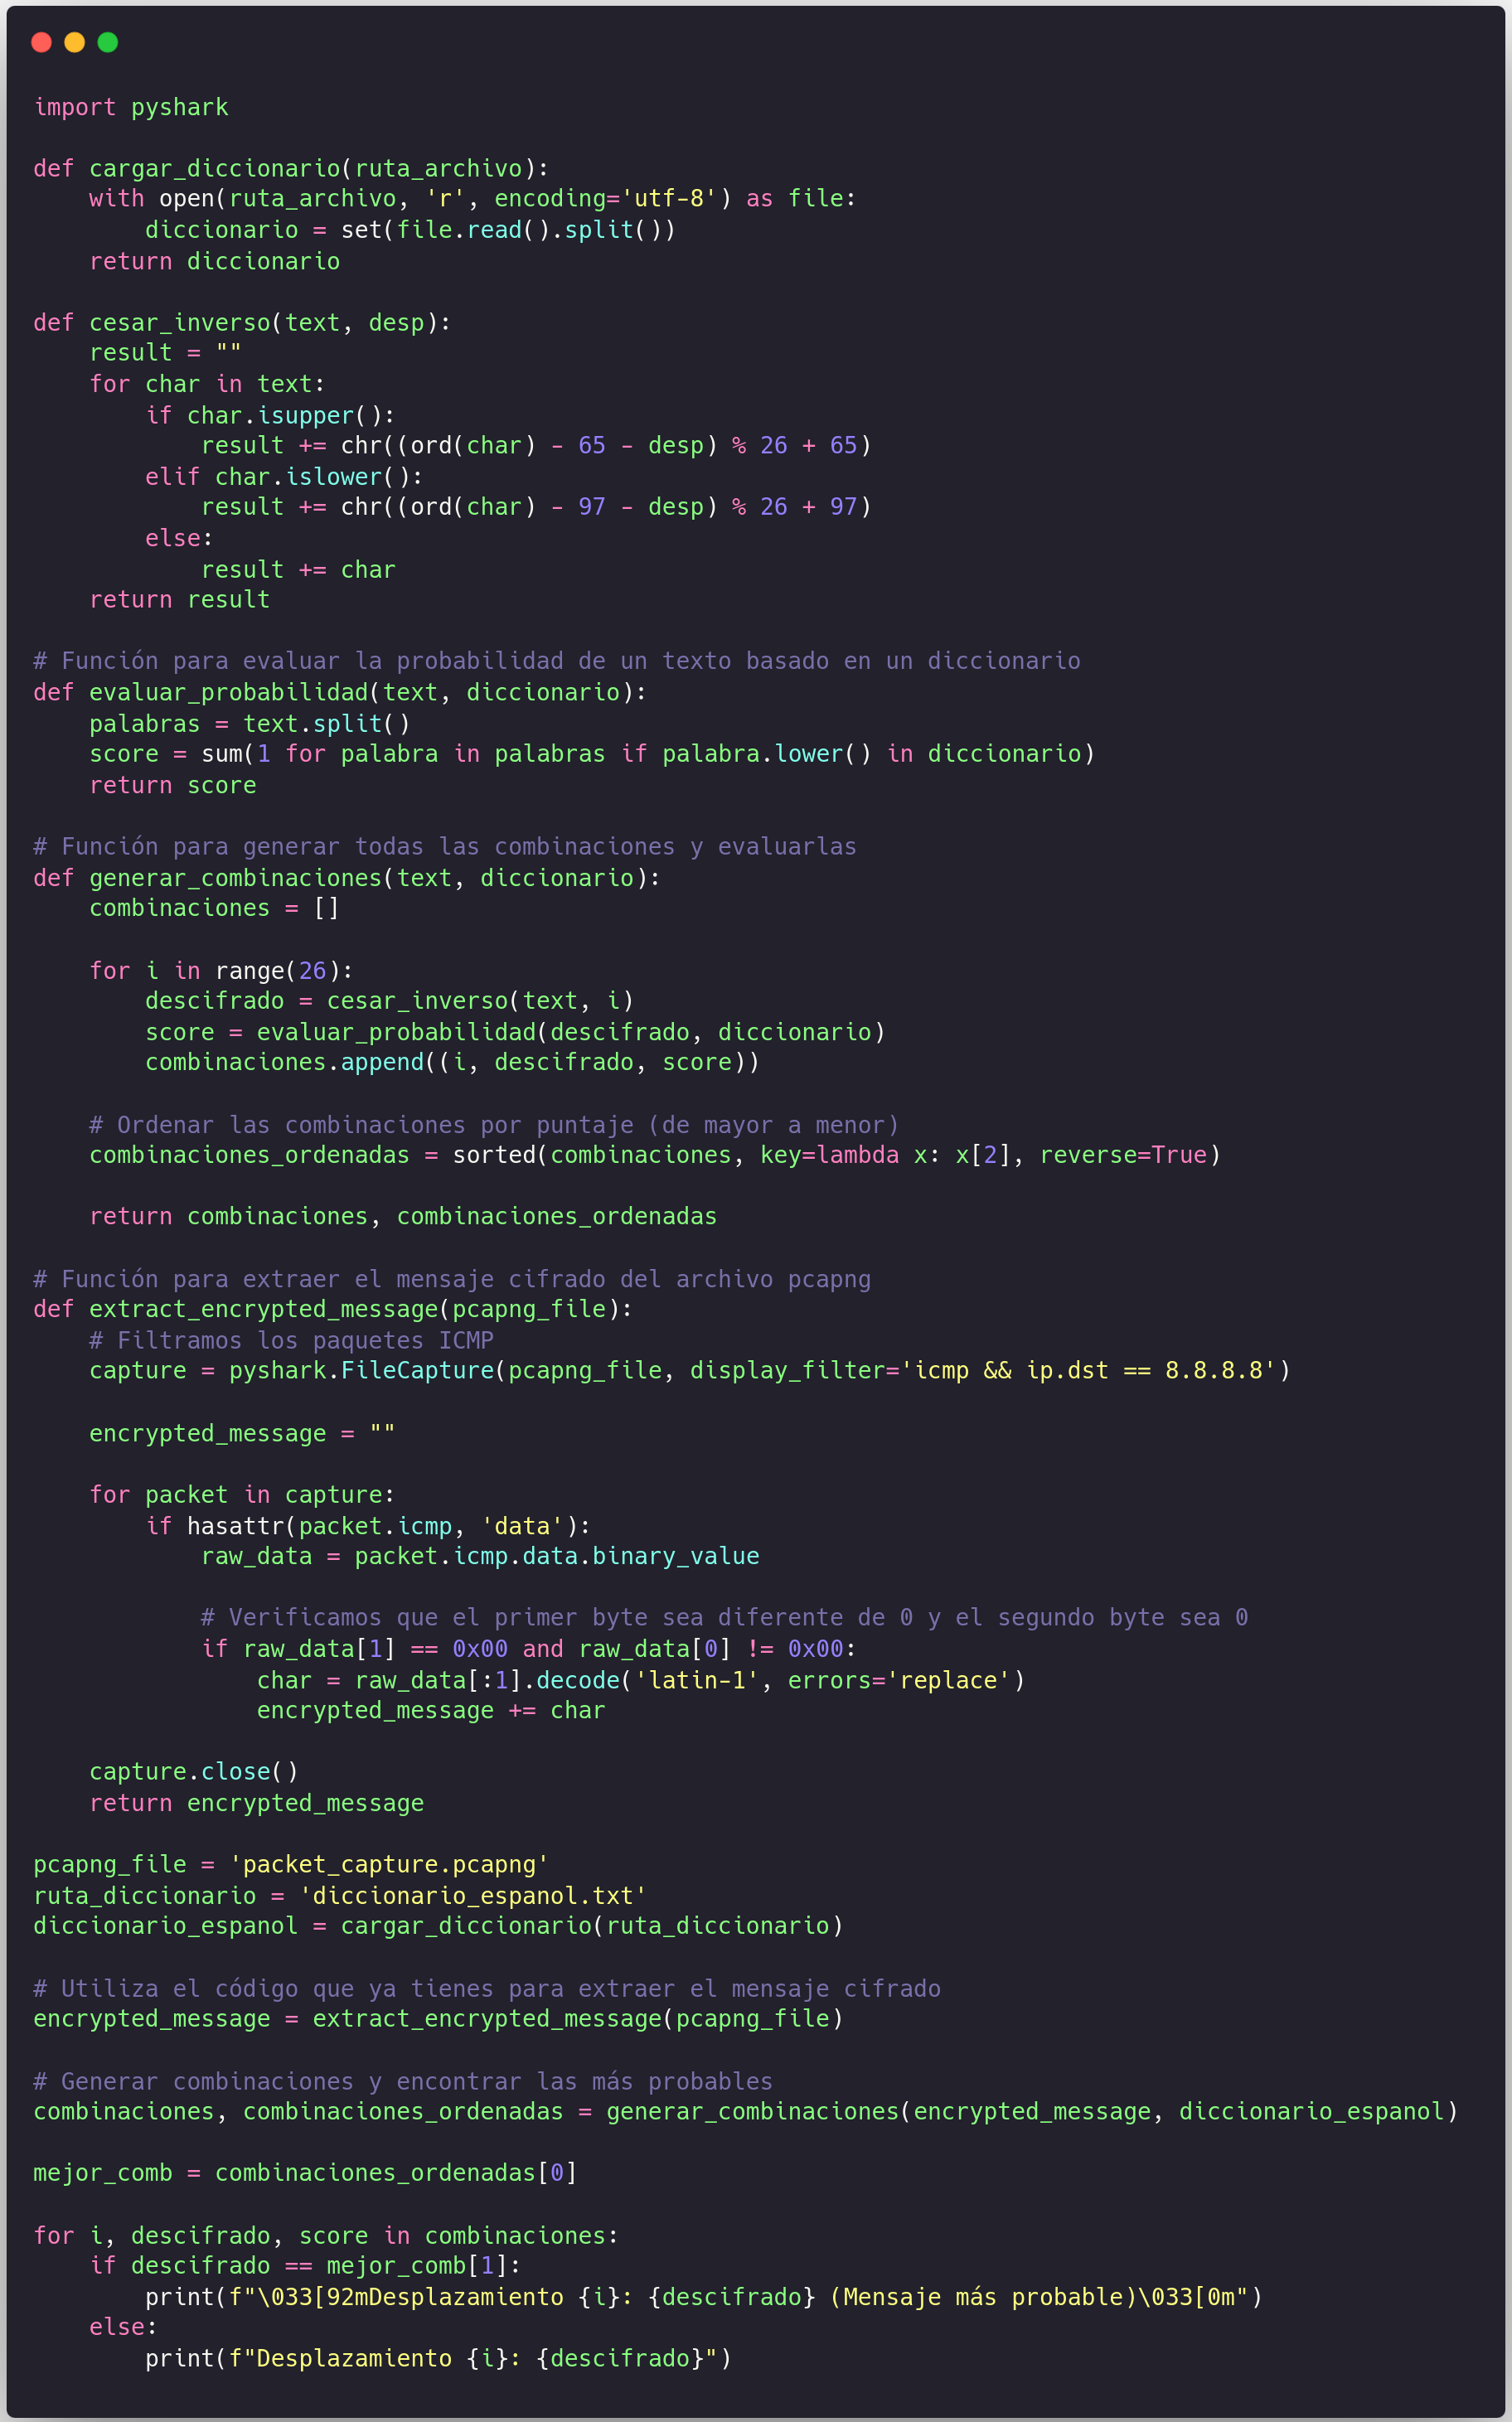 import pyshark

def cargar_diccionario(ruta_archivo):
    with open(ruta_archivo, 'r', encoding='utf-8') as file:
        diccionario = set(file.read().split())
    return diccionario

def cesar_inverso(text, desp):
    result = ""
    for char in text:
        if char.isupper():
            result += chr((ord(char) - 65 - desp) % 26 + 65)
        elif char.islower():
            result += chr((ord(char) - 97 - desp) % 26 + 97)
        else:
            result += char
    return result

# Función para evaluar la probabilidad de un texto basado en un diccionario
def evaluar_probabilidad(text, diccionario):
    palabras = text.split()
    score = sum(1 for palabra in palabras if palabra.lower() in diccionario)
    return score

# Función para generar todas las combinaciones y evaluarlas
def generar_combinaciones(text, diccionario):
    combinaciones = []

    for i in range(26):
        descifrado = cesar_inverso(text, i)
        score = evaluar_probabilidad(descifrado, diccionario)
        combinaciones.append((i, descifrado, score))

    # Ordenar las combinaciones por puntaje (de mayor a menor)
    combinaciones_ordenadas = sorted(combinaciones, key=lambda x: x[2], reverse=True)

    return combinaciones, combinaciones_ordenadas

# Función para extraer el mensaje cifrado del archivo pcapng
def extract_encrypted_message(pcapng_file):
    # Filtramos los paquetes ICMP
    capture = pyshark.FileCapture(pcapng_file, display_filter='icmp && ip.dst == 8.8.8.8')

    encrypted_message = ""

    for packet in capture:
        if hasattr(packet.icmp, 'data'):
            raw_data = packet.icmp.data.binary_value

            # Verificamos que el primer byte sea diferente de 0 y el segundo byte sea 0
            if raw_data[1] == 0x00 and raw_data[0] != 0x00:
                char = raw_data[:1].decode('latin-1', errors='replace')
                encrypted_message += char

    capture.close()
    return encrypted_message

pcapng_file = 'packet_capture.pcapng'
ruta_diccionario = 'diccionario_espanol.txt'
diccionario_espanol = cargar_diccionario(ruta_diccionario)

# Utiliza el código que ya tienes para extraer el mensaje cifrado
encrypted_message = extract_encrypted_message(pcapng_file)

# Generar combinaciones y encontrar las más probables
combinaciones, combinaciones_ordenadas = generar_combinaciones(encrypted_message, diccionario_espanol)

mejor_comb = combinaciones_ordenadas[0]

for i, descifrado, score in combinaciones:
    if descifrado == mejor_comb[1]:
        print(f"\033[92mDesplazamiento {i}: {descifrado} (Mensaje más probable)\033[0m")
    else:
        print(f"Desplazamiento {i}: {descifrado}")